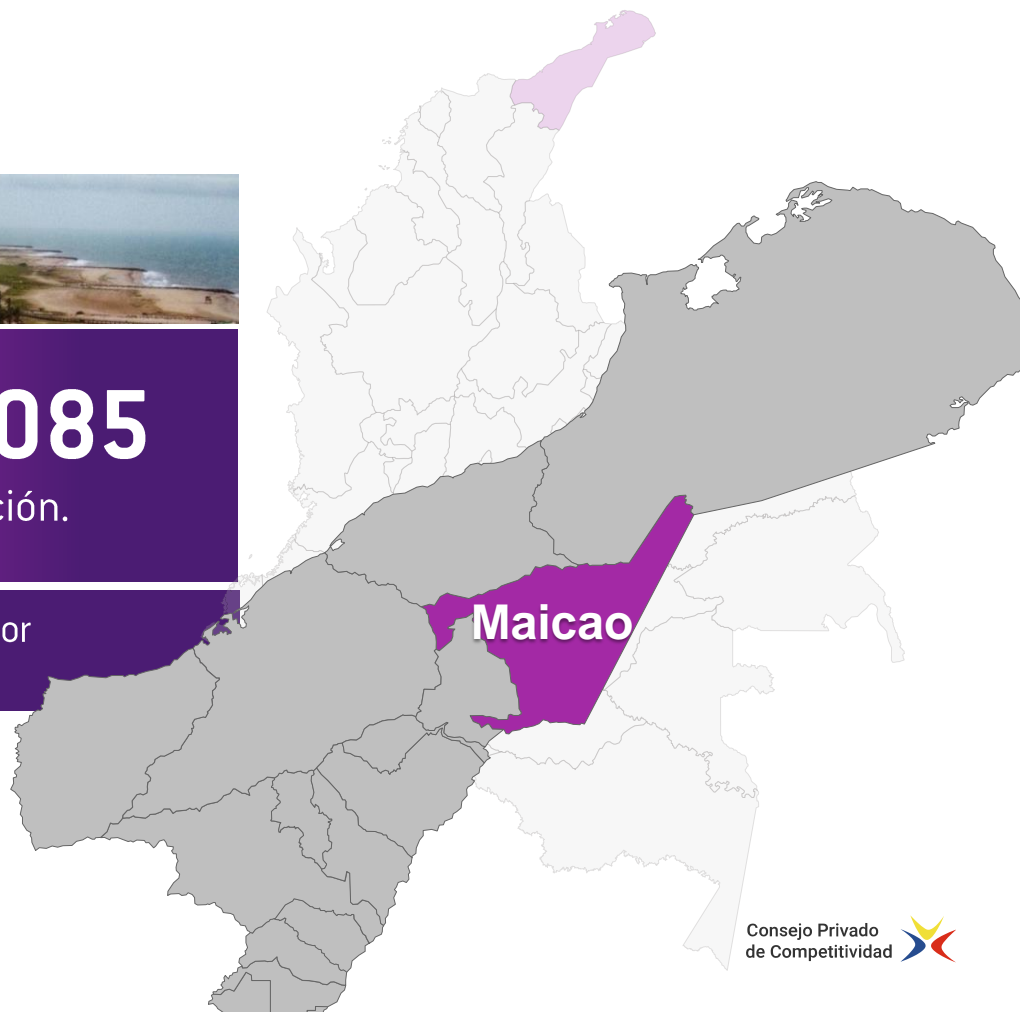 085
ción.
or
Maicao
Consejo Privado
de Competitividad